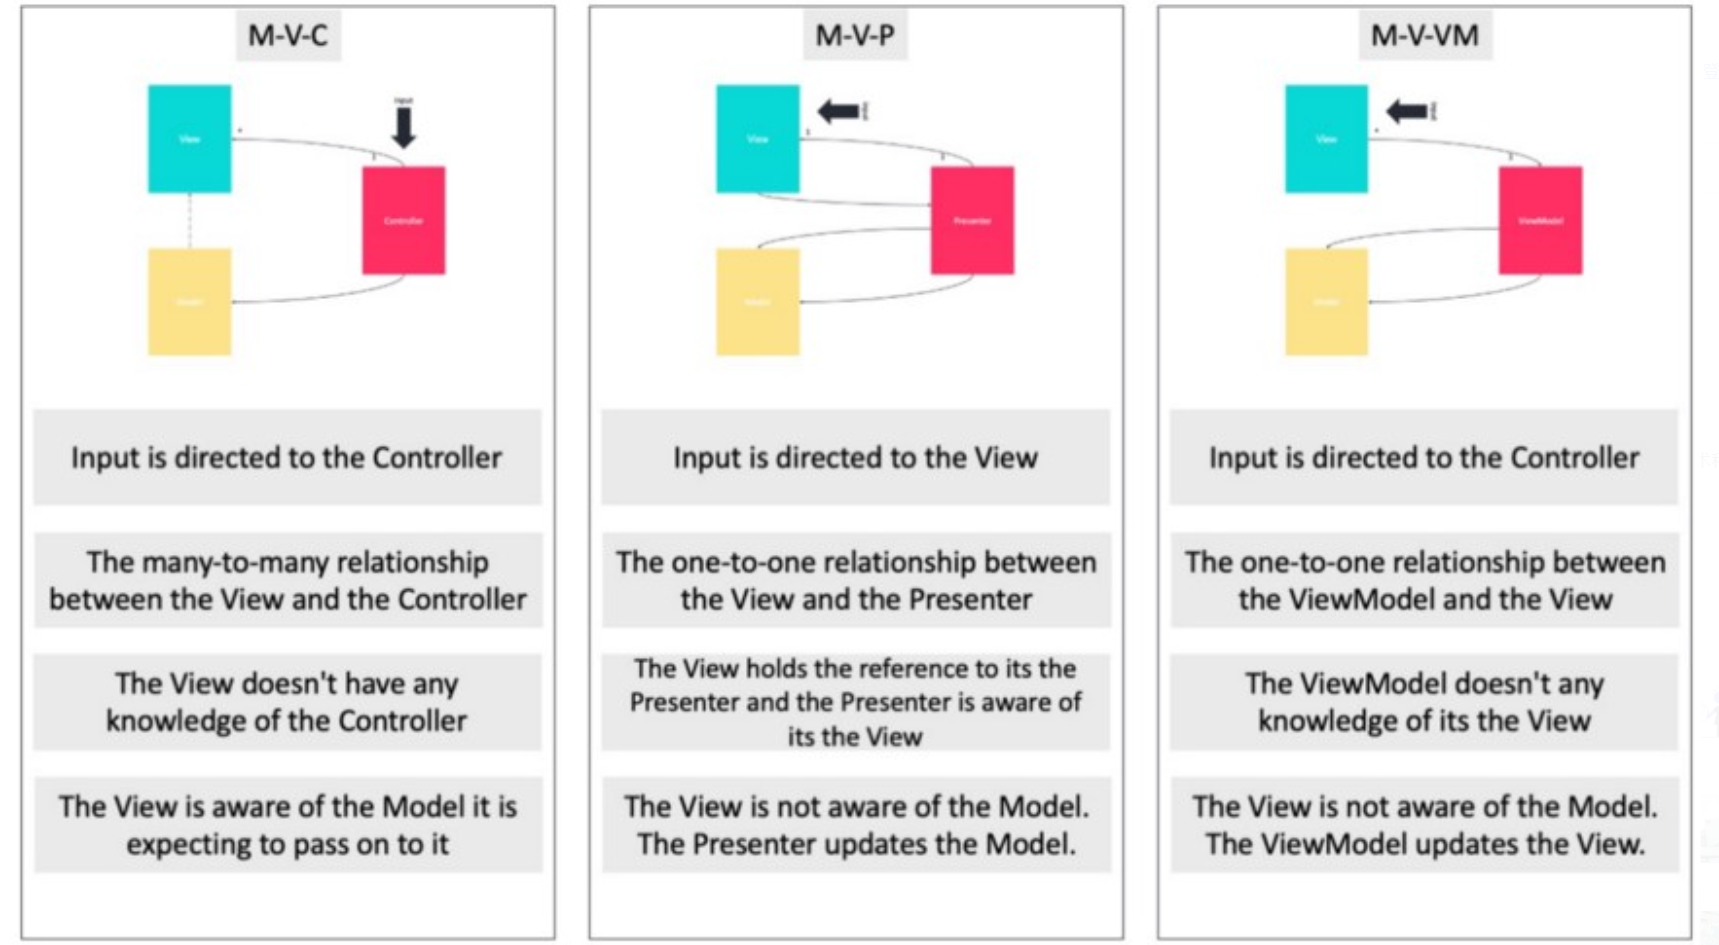 M-V-C
View
*
Input
1
Controller
Model
Input is directed to the Controller
The many-to-many relationship
between the View and the Controller
The View doesn't have any
knowledge of the Controller
The View is aware of the Model it is
expecting to pass on to it
M-V-P
View
1
Input
1
Presenter
Model
Input is directed to the View
The one-to-one relationship between
the View and the Presenter
The View holds the reference to its the
Presenter and the Presenter is aware of
its the View
The View is not aware of the Model.
The Presenter updates the Model.
M-V-VM
View
*
Input
1
ViewModel
Model
Input is directed to the Controller
The one-to-one relationship between
the ViewModel and the View
The ViewModel doesn't any
knowledge of its the View
The View is not aware of the Model.
The ViewModel updates the View.